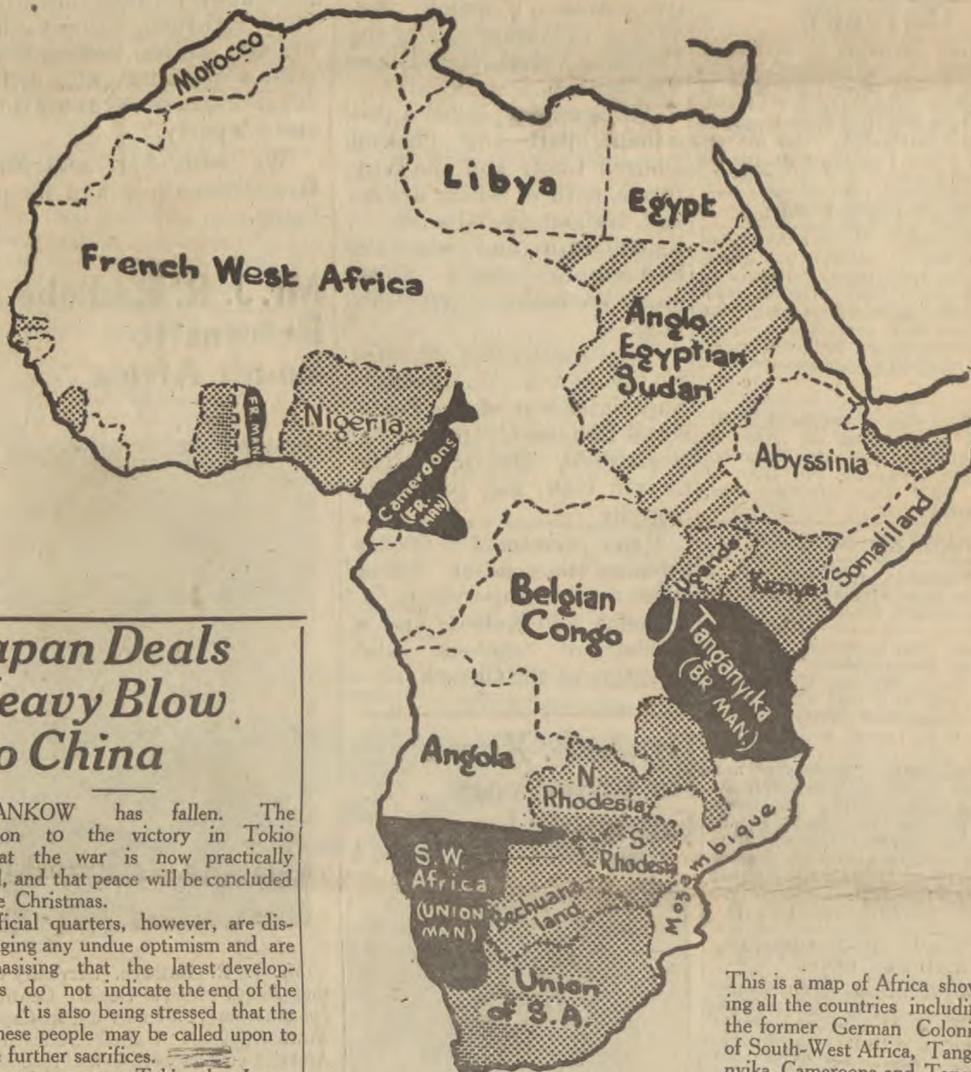 Morocco
Libya
Egypt
French West Africa
Anglo
Egyptian
Sudan
FR. MAN
Nigeria
Cameroons
(FR.
MAN)
Abyssinia
Somaliland
Uganda
Kenya
Belgian
Congo
Tanganyika
(BR. MAN.)
Angola
N
Rhodesia
S
Rhodesia
Mozambique
S.W.
Africa
(UNION
MAN)
Bechuana
land
Union
of S.A.
apan Deals
eavy Blow
o China
ANKOW has fallen. The
on to the victory in Tokio
at the war is now practically
, and that peace will be concluded
e Christmas.
ficial quarters, however, are dis-
ging any undue optimism and are
hasising that the latest develop-
s do not indicate the end of the
It is also being stressed that the
nese people may be called upon to
e further sacrifices.
This is a map of Africa show
ing all the countries includin
the former German Coloni
of South-West Africa, Tang
nyika, Cameroons and